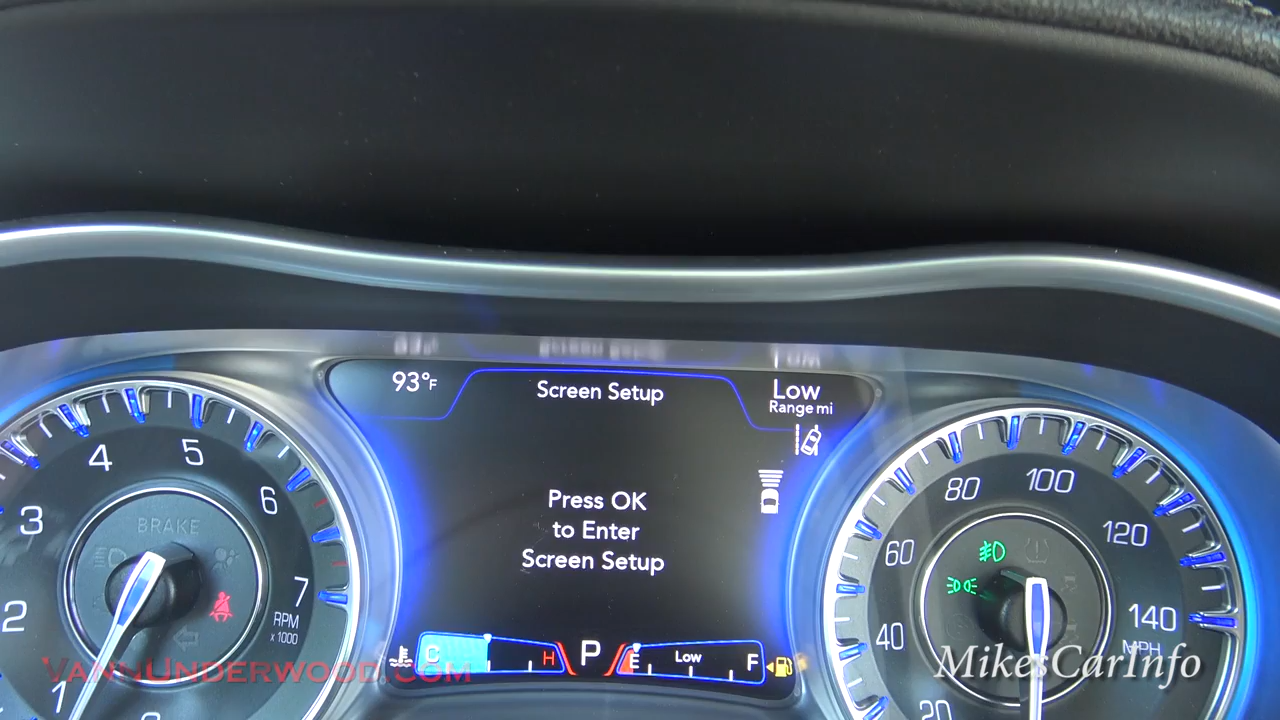 93°F
Screen Setup
Low
Range mi
Press OK
to Enter
Screen Setup
C
H
P
E
Low
F
1
2
3
4
5
6
7
RPM
x 1000
BRAKE
20
40
60
80
100
120
140
MPH
VannUnderwood.com
MikesCarInfo